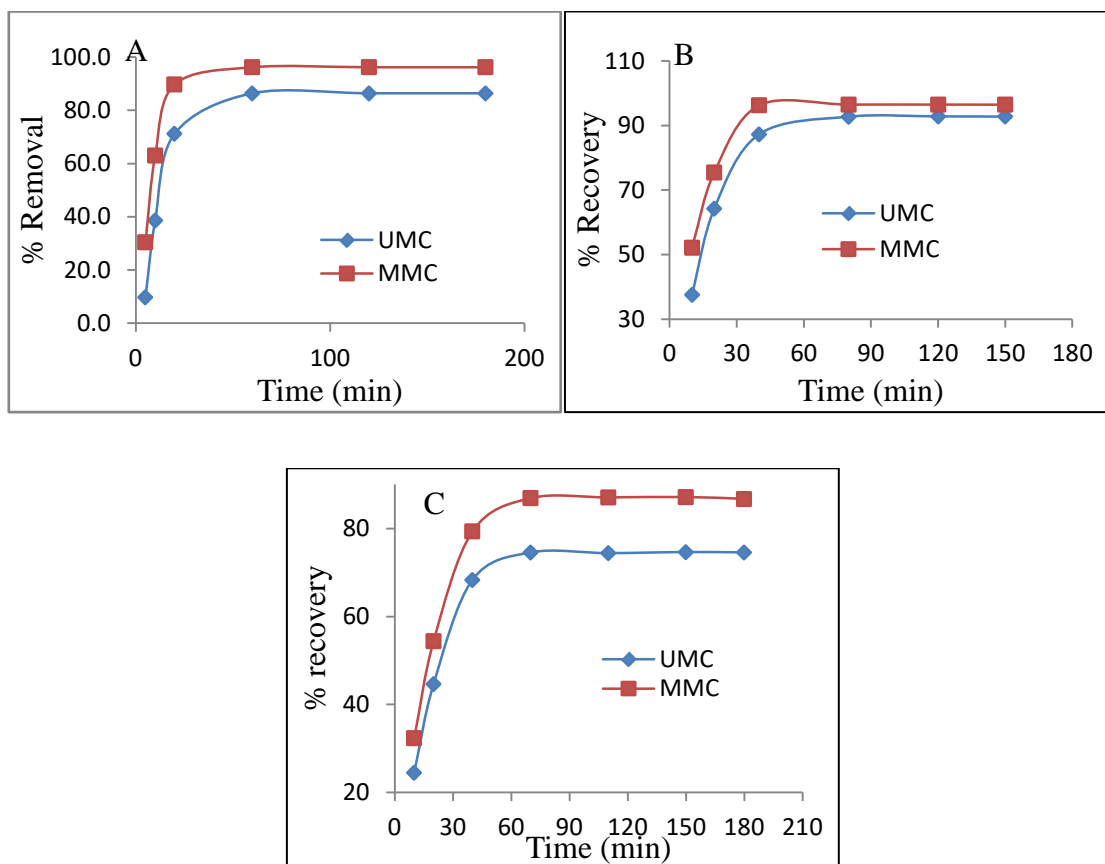 A
% Removal
100.0
80.0
60.0
40.0
20.0
0.0
UMC
MMC
0 100 200
Time (min)
B
% Recovery
110
90
70
50
30
UMC
MMC
0 30 60 90 120 150 180
Time (min)
C
% recovery
80
60
40
20
UMC
MMC
0 30 60 90 120 150 180 210
Time (min)